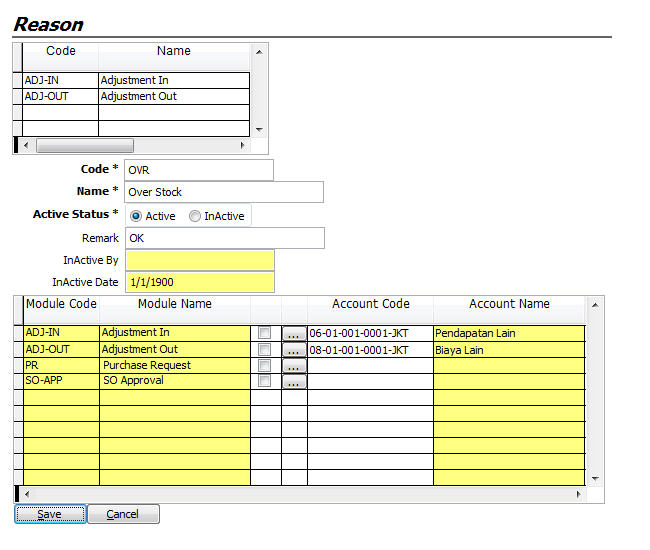 Reason
Code Name
ADJ-IN Adjustment In
ADJ-OUT Adjustment Out
Code * OVR
Name * Over Stock
Active Status * Active InActive
Remark OK
InActive By
InActive Date 1/1/1900
Module Code Module Name Account Code Account Name
ADJ-IN Adjustment In ... 06-01-001-0001-JKT Pendapatan Lain
ADJ-OUT Adjustment Out ... 08-01-001-0001-JKT Biaya Lain
PR Purchase Request ...
SO-APP SO Approval ...
Save Cancel